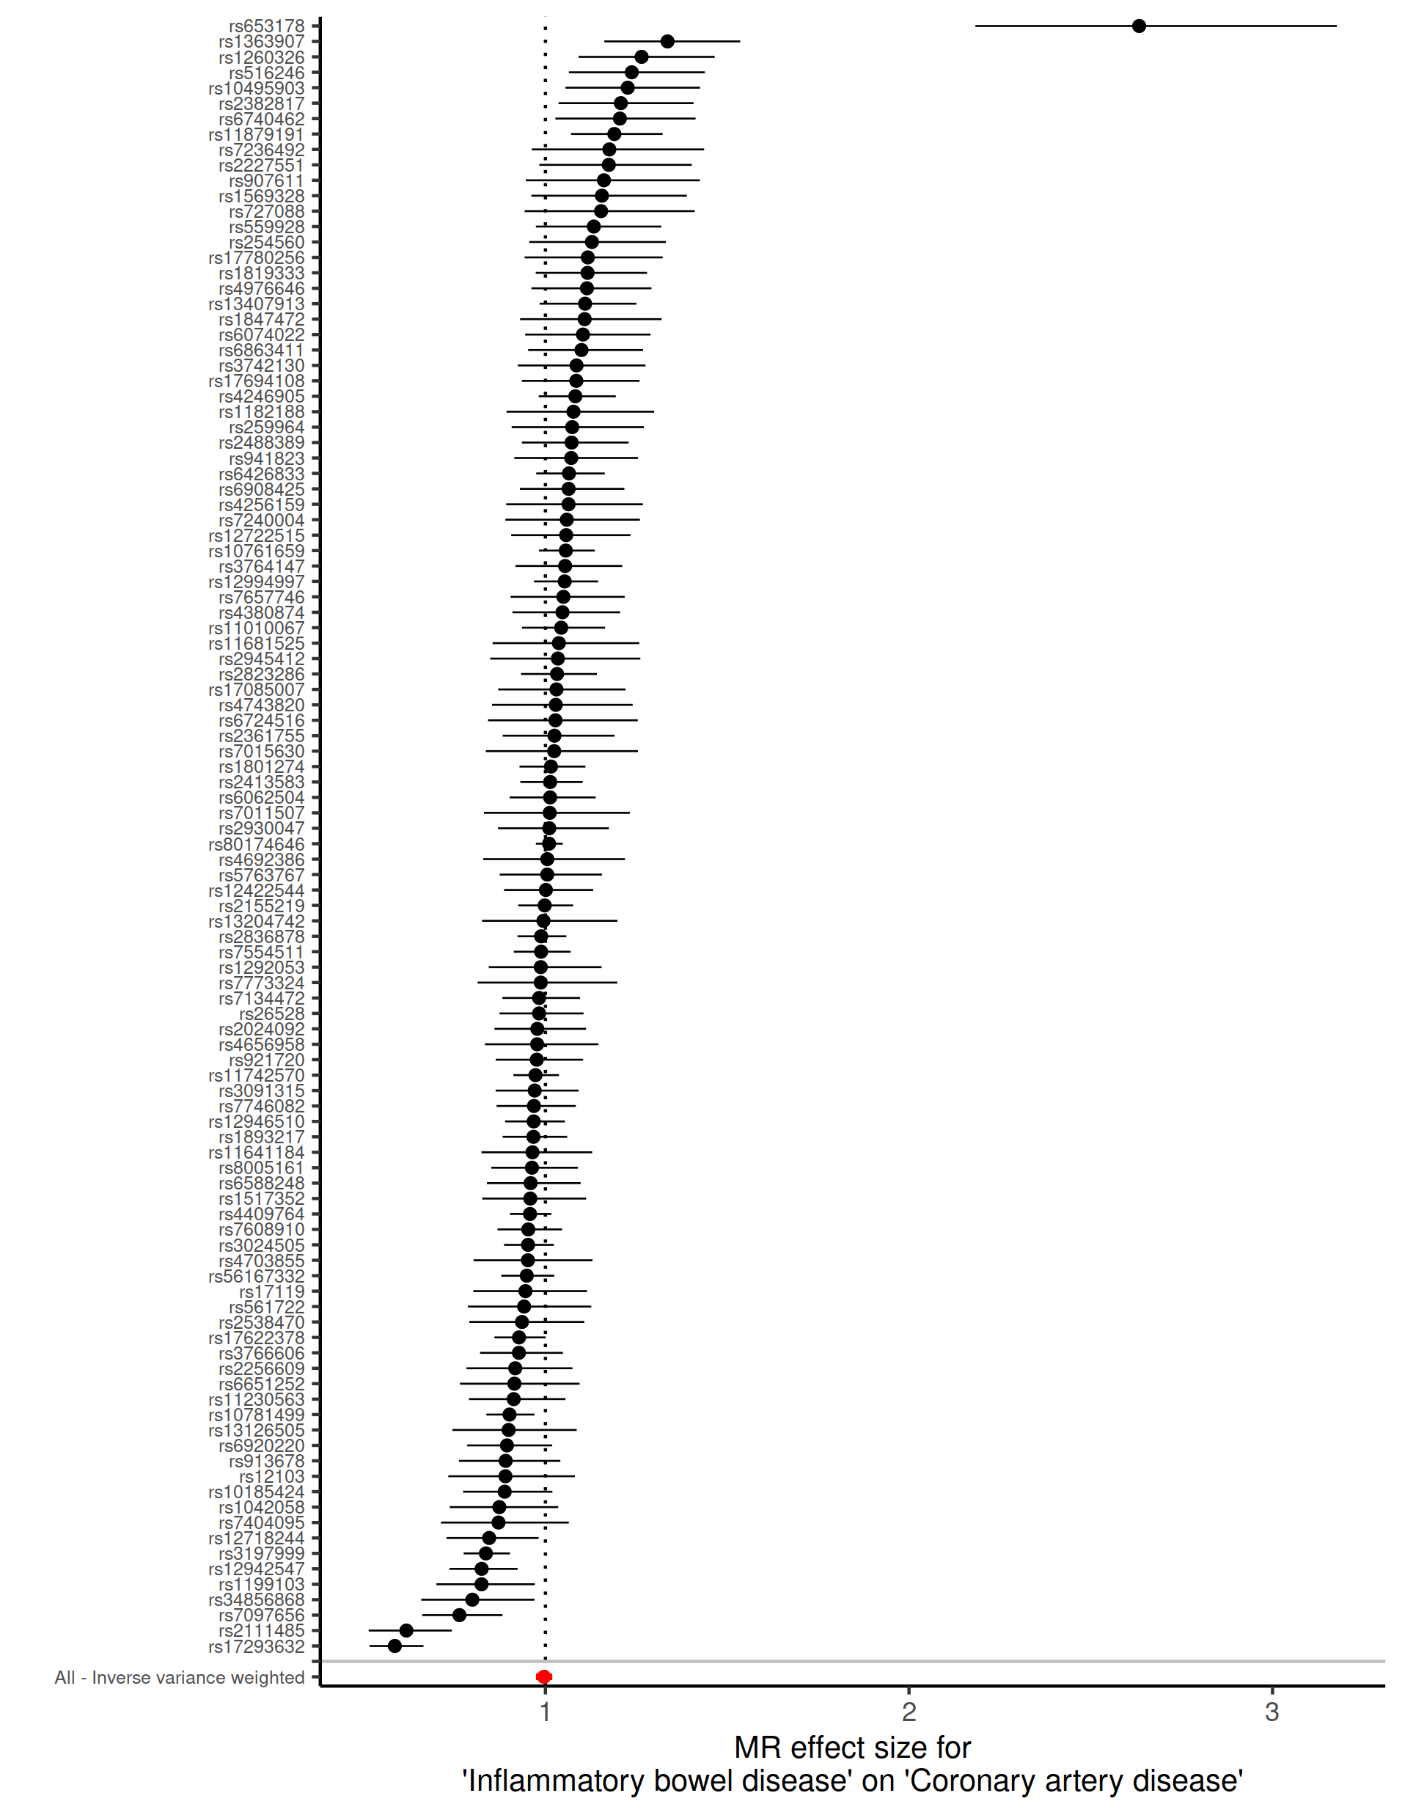 rs653178
rs1363907
rs1260326
rs516246
rs10495903
rs2382817
rs6740462
rs11879191
rs7236492
rs2227551
rs907611
rs1569328
rs727088
rs559928
rs254560
rs17780256
rs1819333
rs4976646
rs13407913
rs1847472
rs6074022
rs6863411
rs3742130
rs17694108
rs4246905
rs1182188
rs259964
rs2488389
rs941823
rs6426833
rs6908425
rs4256159
rs7240004
rs12722515
rs10761659
rs3764147
rs12994997
rs7657746
rs4380874
rs11010067
rs11681525
rs2945412
rs2823286
rs17085007
rs4743820
rs6724516
rs2361755
rs7015630
rs1801274
rs2413583
rs6062504
rs7011507
rs2930047
rs80174646
rs4692386
rs5763767
rs12422544
rs2155219
rs13204742
rs2836878
rs7554511
rs1292053
rs7773324
rs7134472
rs26528
rs2024092
rs4656958
rs921720
rs11742570
rs3091315
rs7746082
rs12946510
rs1893217
rs11641184
rs8005161
rs6588248
rs1517352
rs4409764
rs7608910
rs3024505
rs4703855
rs56167332
rs17119
rs561722
rs2538470
rs17622378
rs3766606
rs2256609
rs6651252
rs11230563
rs10781499
rs13126505
rs6920220
rs913678
rs12103
rs10185424
rs1042058
rs7404095
rs12718244
rs3197999
rs12942547
rs1199103
rs34856868
rs7097656
rs2111485
rs17293632
All - Inverse variance weighted
1 2 3
MR effect size for
'Inflammatory bowel disease' on 'Coronary artery disease'